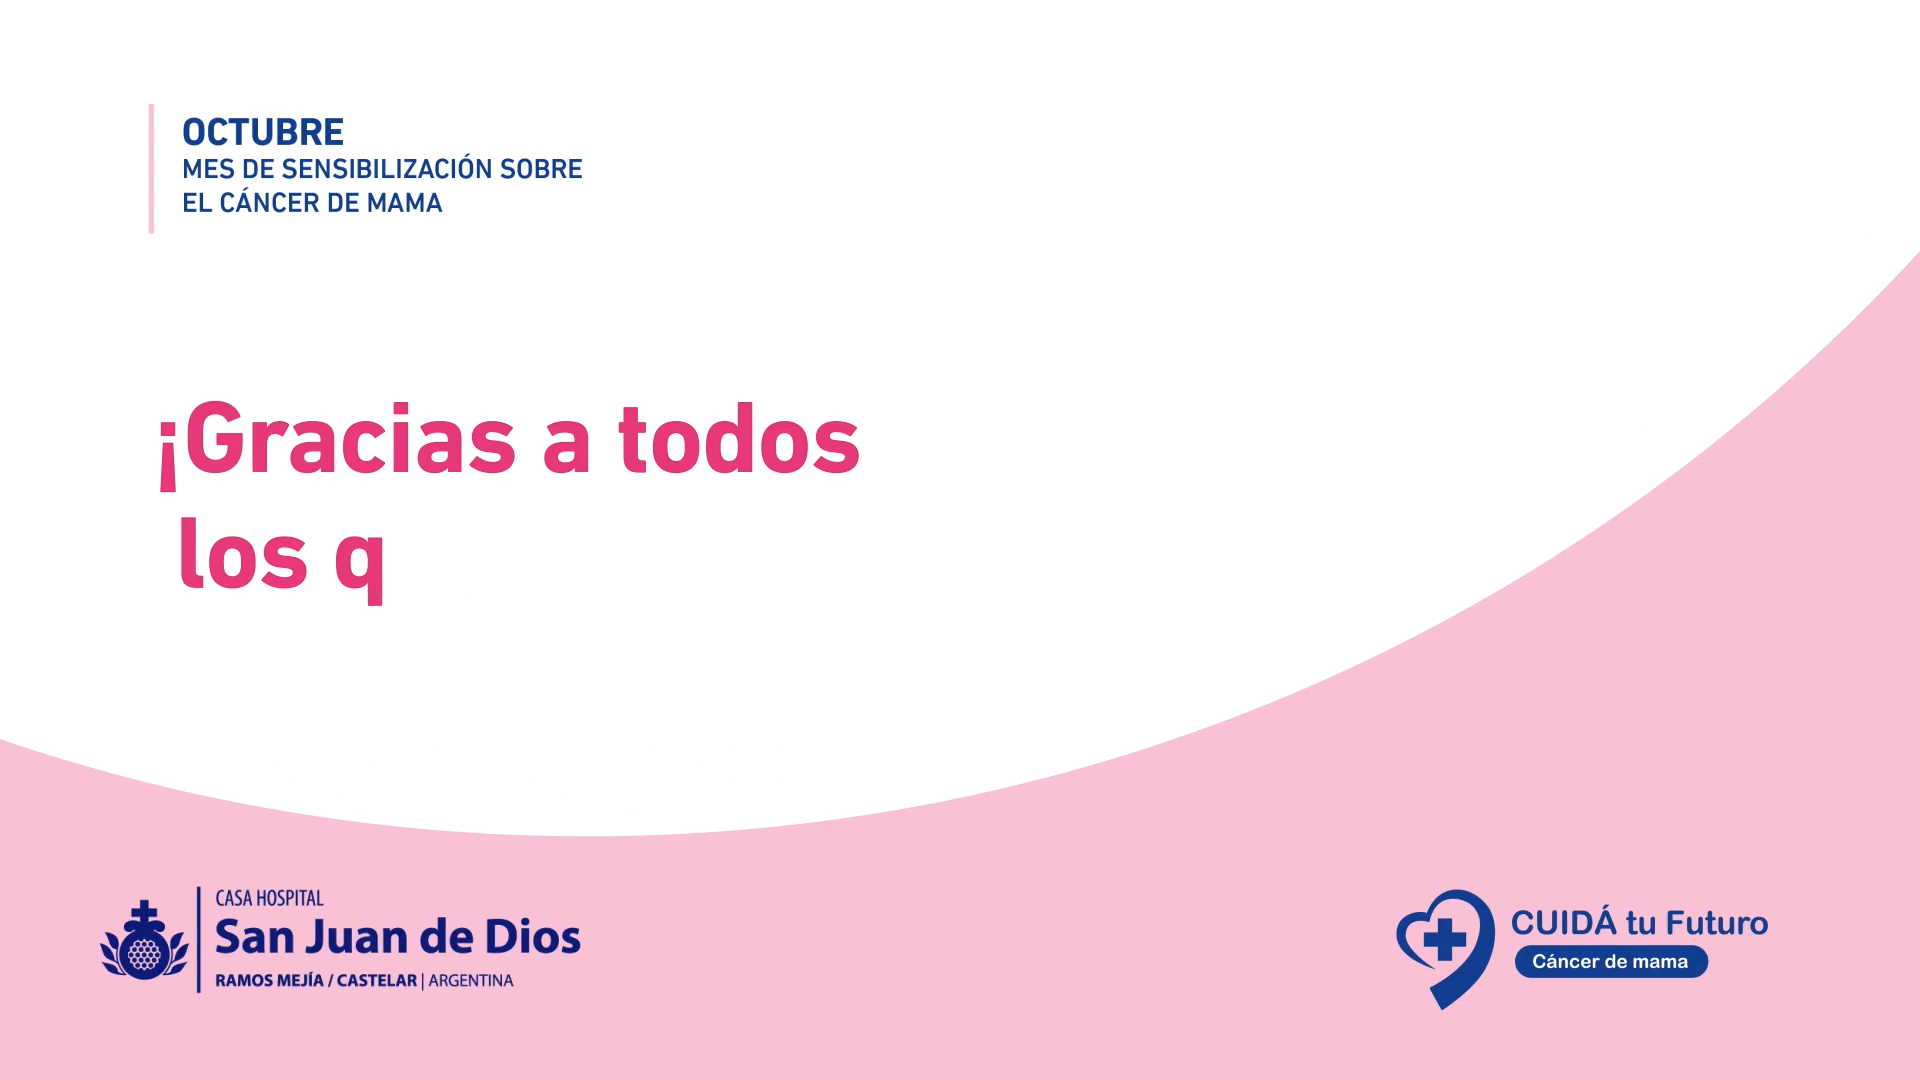 OCTUBRE
MES DE SENSIBILIZACIÓN SOBRE
EL CÁNCER DE MAMA
¡Gracias a todos
los q
CASA HOSPITAL
San Juan de Dios
RAMOS MEJÍA / CASTELAR | ARGENTINA
CUIDÁ tu Futuro
Cáncer de mama